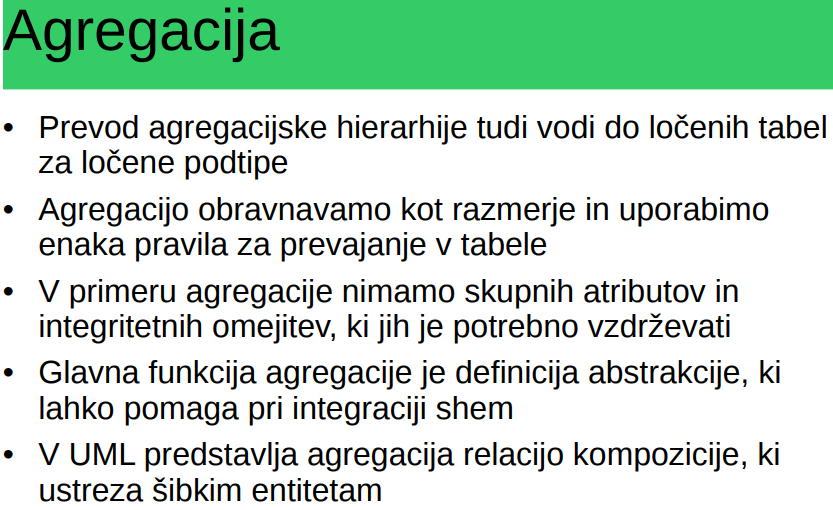 Agregacija
• Prevod agregacijske hierarhije tudi vodi do ločenih tabel
za ločene podtipe
• Agregacijo obravnavamo kot razmerje in uporabimo
enaka pravila za prevajanje v tabele
• V primeru agregacije nimamo skupnih atributov in
integritetnih omejitev, ki jih je potrebno vzdrževati
• Glavna funkcija agregacije je definicija abstrakcije, ki
lahko pomaga pri integraciji shem
• V UML predstavlja agregacija relacijo kompozicije, ki
ustreza šibkim entitetam